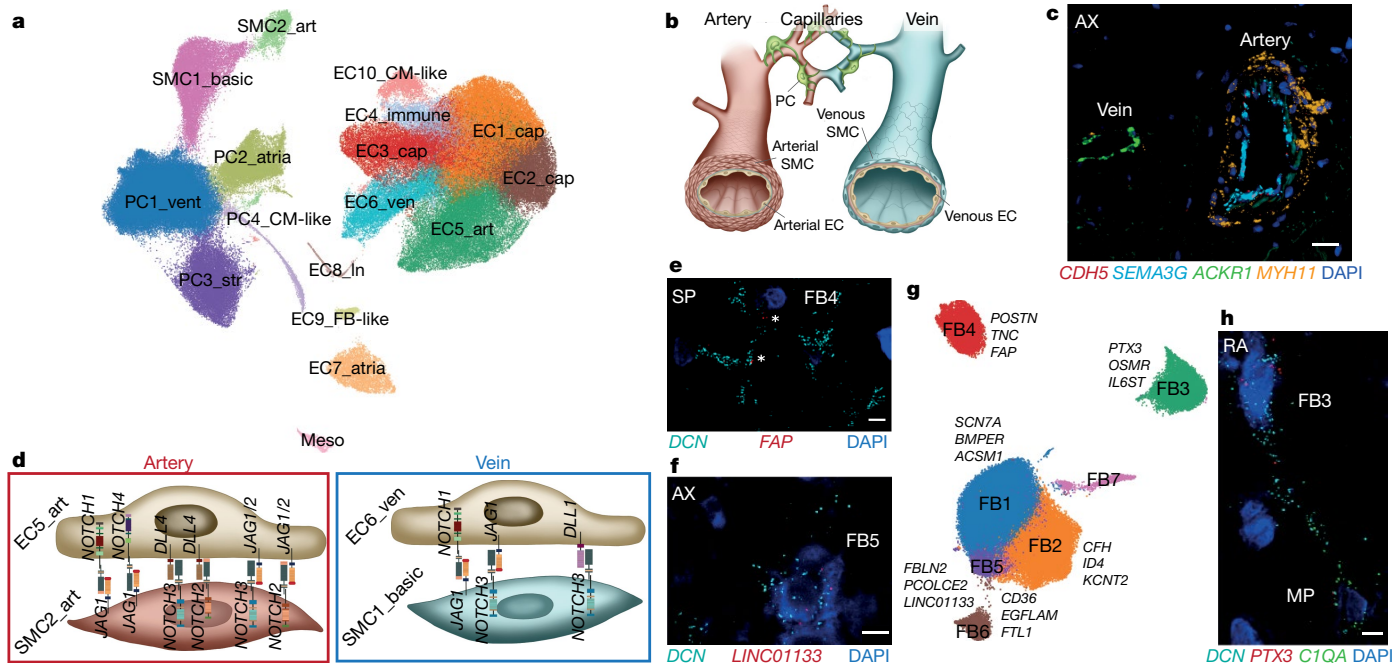 a
SMC2_art
SMC1_basic
EC10_CM-like
EC4_immune
EC1_cap
EC3_cap
PC2_atria
EC2_cap
PC1_vent
EC6_ven
PC4_CM-like
EC5_art
EC8_ln
PC3_str
EC9_FB-like
EC7_atria
Meso
b
Artery
Capillaries
Vein
PC
Venous
SMC
Arterial
SMC
Arterial EC
Venous EC
c
AX
Artery
Vein
CDH5 SEMA3G ACKR1 MYH11 DAPI
d
Artery
EC5_art
NOTCH1
NOTCH4
DLL4
DLL4
JAG1/2
JAG1/2
SMC2_art
JAG1
JAG1
NOTCH3
NOTCH2
NOTCH3
NOTCH2
Vein
EC6_ven
NOTCH1
JAG1
DLL1
SMC1_basic
JAG1
NOTCH3
NOTCH3
e
SP
FB4
*
*
DCN FAP DAPI
f
AX
FB5
DCN LINC01133 DAPI
g
FB4
POSTN
TNC
FAP
PTX3
OSMR
IL6ST
FB3
SCN7A
BMPER
ACSM1
FB1
FB7
FB2
CFH
ID4
KCNT2
FB5
FBLN2
PCOLCE2
LINC01133
CD36
EGFLAM
FTL1
FB6
h
RA
FB3
MP
DCN PTX3 C1QA DAPI